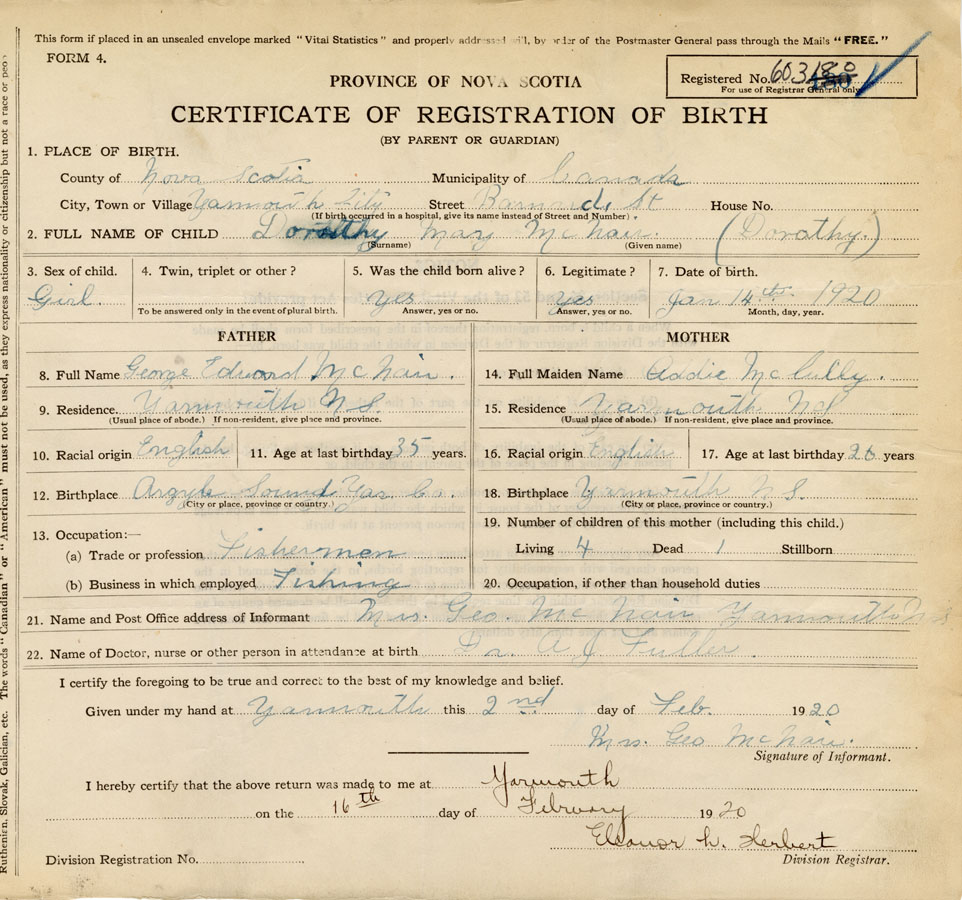 This form if placed in an unsealed envelope marked "Vital Statistics" and properly addressed will, by order of the Postmaster General pass through the Mails "FREE."
FORM 4.
Registered No. 603180
For use of Registrar General only
PROVINCE OF NOVA SCOTIA
CERTIFICATE OF REGISTRATION OF BIRTH
(BY PARENT OR GUARDIAN)
1. PLACE OF BIRTH.
County of Nova Scotia Municipality of Canada
City, Town or Village Yarmouth City Street St House No.
(If birth occurred in a hospital, give its name instead of Street and Number)
2. FULL NAME OF CHILD Dorathy May McNair. (Dorathy.)
(Surname) (Given name)
3. Sex of child. 4. Twin, triplet or other? 5. Was the child born alive? 6. Legitimate? 7. Date of birth.
Girl. Yes Yes Jan 14th 1920
To be answered only in the event of plural birth. Answer, yes or no. Answer, yes or no. Month, day, year.
FATHER MOTHER
8. Full Name George Edward McNair. 14. Full Maiden Name Addie McCully.
9. Residence. Yarmouth N.S. 15. Residence Yarmouth N.S
(Usual place of abode.) If non-resident, give place and province. (Usual place of abode.) If non-resident, give place and province.
10. Racial origin English 11. Age at last birthday 35 years. 16. Racial origin English 17. Age at last birthday 26 years
12. Birthplace Argyle Sound Yar Co. 18. Birthplace Yarmouth N.S.
(City or place, province or country.) (City or place, province or country.)
13. Occupation:— 19. Number of children of this mother (including this child.)
(a) Trade or profession Fisherman Living 4 Dead 1 Stillborn
(b) Business in which employed Fishing 20. Occupation, if other than household duties
21. Name and Post Office address of Informant Mrs. Geo. McNair Yarmouth N.S
22. Name of Doctor, nurse or other person in attendance at birth Dr. A J Fuller.
I certify the foregoing to be true and correct to the best of my knowledge and belief.
Given under my hand at Yarmouth this 2nd day of Feb. 1920
Mrs. Geo McNair.
Signature of Informant.
I hereby certify that the above return was made to me at Yarmouth
on the 16th day of February 1920
Eleanor L. Herbert
Division Registration No. Division Registrar.
Ruthenien, Slovak, Galician, etc. The words "Canadian" or "American" must not be used, as they express nationality or citizenship but not a race or peo